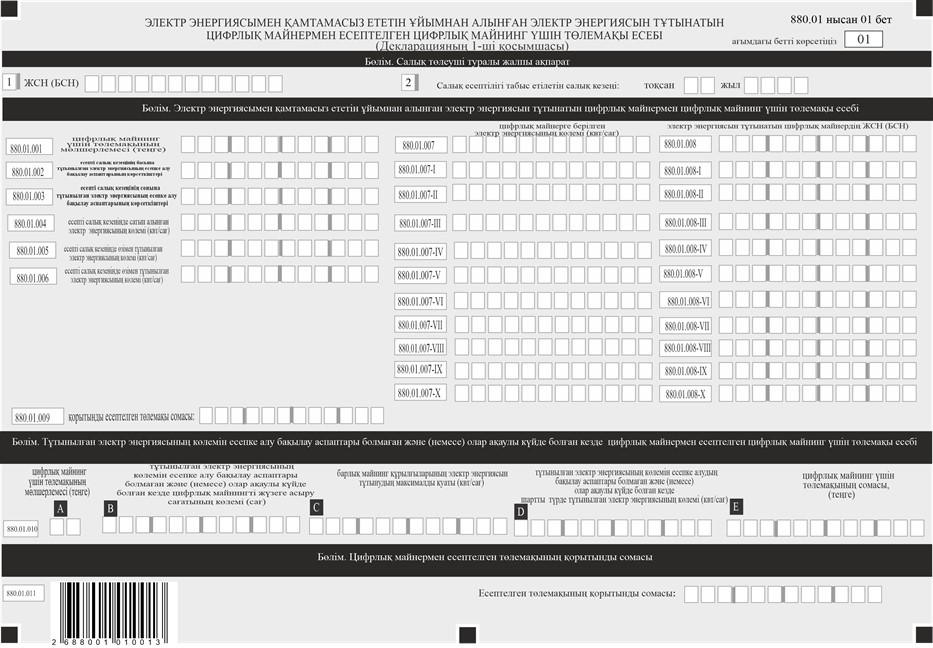 ЭЛЕКТР ЭНЕРГИЯСЫМЕН ҚАМТАМАСЫЗ ЕТЕТІН ҰЙЫМНАН АЛЫНҒАН ЭЛЕКТР ЭНЕРГИЯСЫН ТҰТЫНАТЫН
ЦИФРЛЫҚ МАЙНЕРМЕН ЕСЕПТЕЛГЕН ЦИФРЛЫҚ МАЙНИНГ ҮШІН ТӨЛЕМАҚЫ ЕСЕБІ
(Декларацияның 1-ші қосымшасы)
880.01 нысан 01 бет
ағымдағы бетті көрсетіңіз 01
Бөлім. Салық төлеуші туралы жалпы ақпарат
1 ЖСН (БСН)
2 Салық есептілігі табыс етілетін салық кезеңі: тоқсан жыл
Бөлім. Электр энергиясымен қамтамасыз ететін ұйымнан алынған электр энергиясын тұтынатын цифрлық майнермен цифрлық майнинг үшін төлемақы есебі
880.01.001
цифрлық майнинг
үшін төлемақының
мөлшерлемесі (теңге)
880.01.002
есепті салық кезеңінің басына
тұтынылған электр энергиясының есепке алу
бақылау аспаптарының көрсеткіштері
880.01.003
есепті салық кезеңінің соңына
тұтынылған электр энергиясының есепке алу
бақылау аспаптарының көрсеткіштері
880.01.004
есепті салық кезеңінде сатып алынған
электр энергиясының көлемі (квт/сағ)
880.01.005
есепті салық кезеңінде өзімен тұтынылған
электр энергиясының көлемі (квт/сағ)
880.01.006
есепті салық кезеңінде өзімен тұтынылған
электр энергиясының көлемі (квт/сағ)
цифрлық майнерге берілген
электр энергиясының көлемі (квт/сағ)
880.01.007
880.01.007-I
880.01.007-II
880.01.007-III
880.01.007-IV
880.01.007-V
880.01.007-VI
880.01.007-VII
880.01.007-VIII
880.01.007-IX
880.01.007-X
электр энергиясын тұтынатын цифрлық майнердің ЖСН (БСН)
880.01.008
880.01.008-I
880.01.008-II
880.01.008-III
880.01.008-IV
880.01.008-V
880.01.008-VI
880.01.008-VII
880.01.008-VIII
880.01.008-IX
880.01.008-X
880.01.009 қорытынды есептелген төлемақы сомасы:
Бөлім. Тұтынылған электр энергиясының көлемін есепке алу бақылау аспаптары болмаған және (немесе) олар ақаулы күйде болған кезде цифрлық майнермен есептелген цифрлық майнинг үшін төлемақы есебі
цифрлық майнинг
үшін төлемақының
мөлшерлемесі (теңге)
A
тұтынылған электр энергиясының
көлемін есепке алу бақылау аспаптары
болмаған және (немесе) олар ақаулы күйде
болған кезде цифрлық майнингті жүзеге асыру
сағатының көлемі (сағ)
B
барлық майнинг құрылғыларының электр энергиясын
тұтынудың максималды қуаты (квт/сағ)
C
тұтынылған электр энергиясының көлемін есепке алудың
бақылау аспаптары болмаған және (немесе)
олар ақаулы күйде болған кезде
шартты түрде тұтынылған электр энергиясының көлемі (квт/сағ)
D
цифрлық майнинг үшін
төлемақының сомасы,
(теңге)
E
880.01.010
Бөлім. Цифрлық майнермен есептелген төлемақының қорытынды сомасы
880.01.011
Есептелген төлемақының қорытынды сомасы:
2 688001 010013